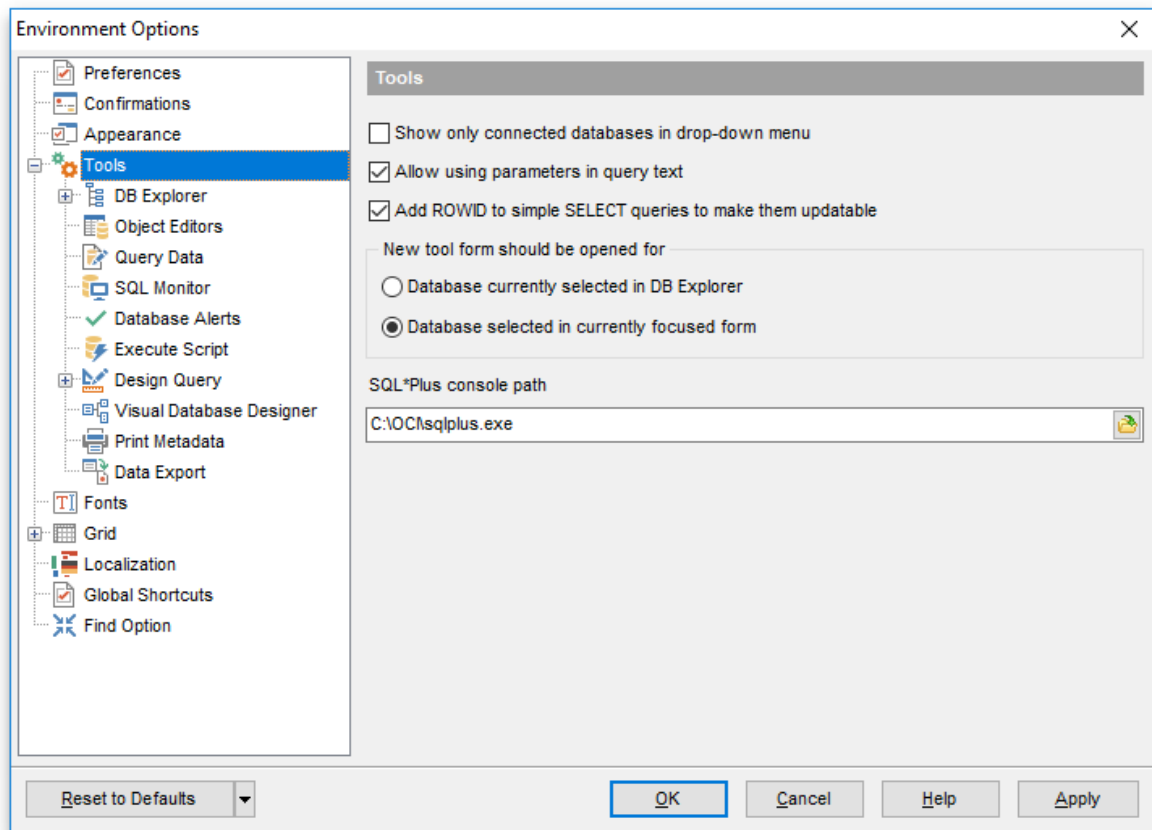 Environment Options
Preferences
Confirmations
Appearance
Tools
DB Explorer
Object Editors
Query Data
SQL Monitor
Database Alerts
Execute Script
Design Query
Visual Database Designer
Print Metadata
Data Export
Fonts
Grid
Localization
Global Shortcuts
Find Option
Tools
Show only connected databases in drop-down menu
Allow using parameters in query text
Add ROWID to simple SELECT queries to make them updatable
New tool form should be opened for
Database currently selected in DB Explorer
Database selected in currently focused form
SQL*Plus console path
C:\OCI\sqlplus.exe
Reset to Defaults
OK
Cancel
Help
Apply